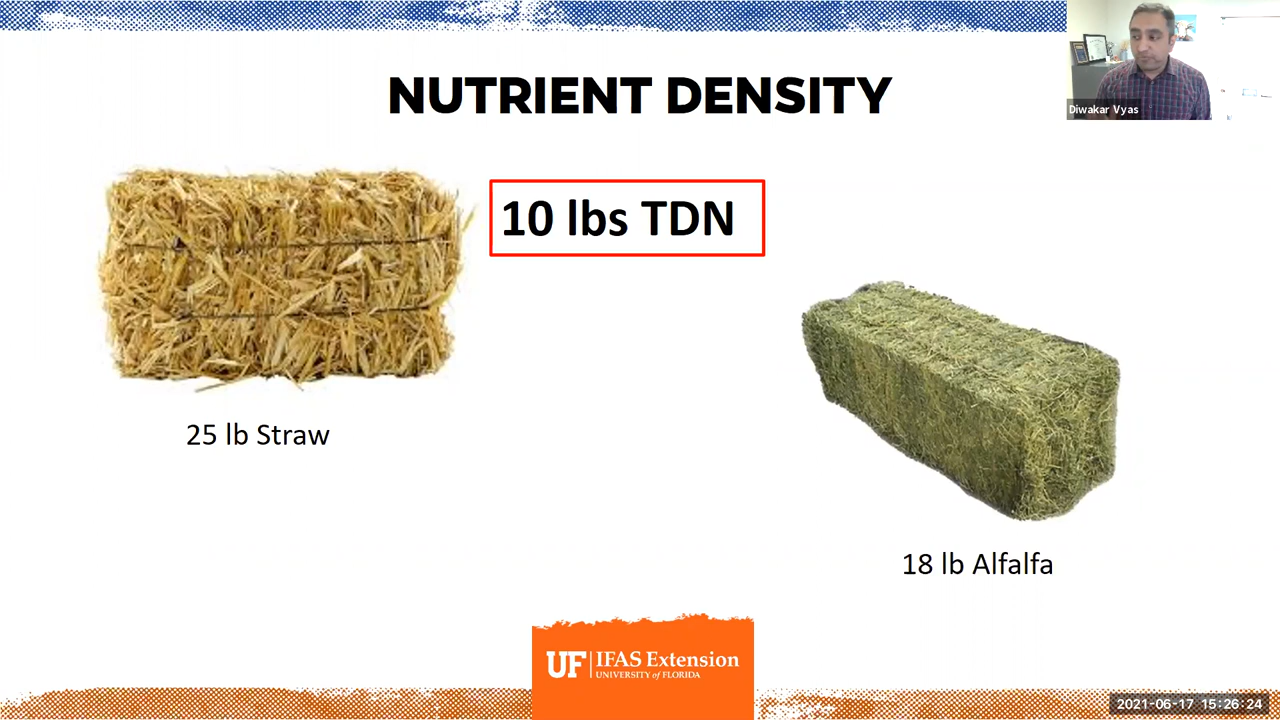 NUTRIENT DENSITY
Diwakar Vyas
10 lbs TDN
25 lb Straw
18 lb Alfalfa
UF IFAS Extension
UNIVERSITY of FLORIDA
2021-06-17 15:26:24